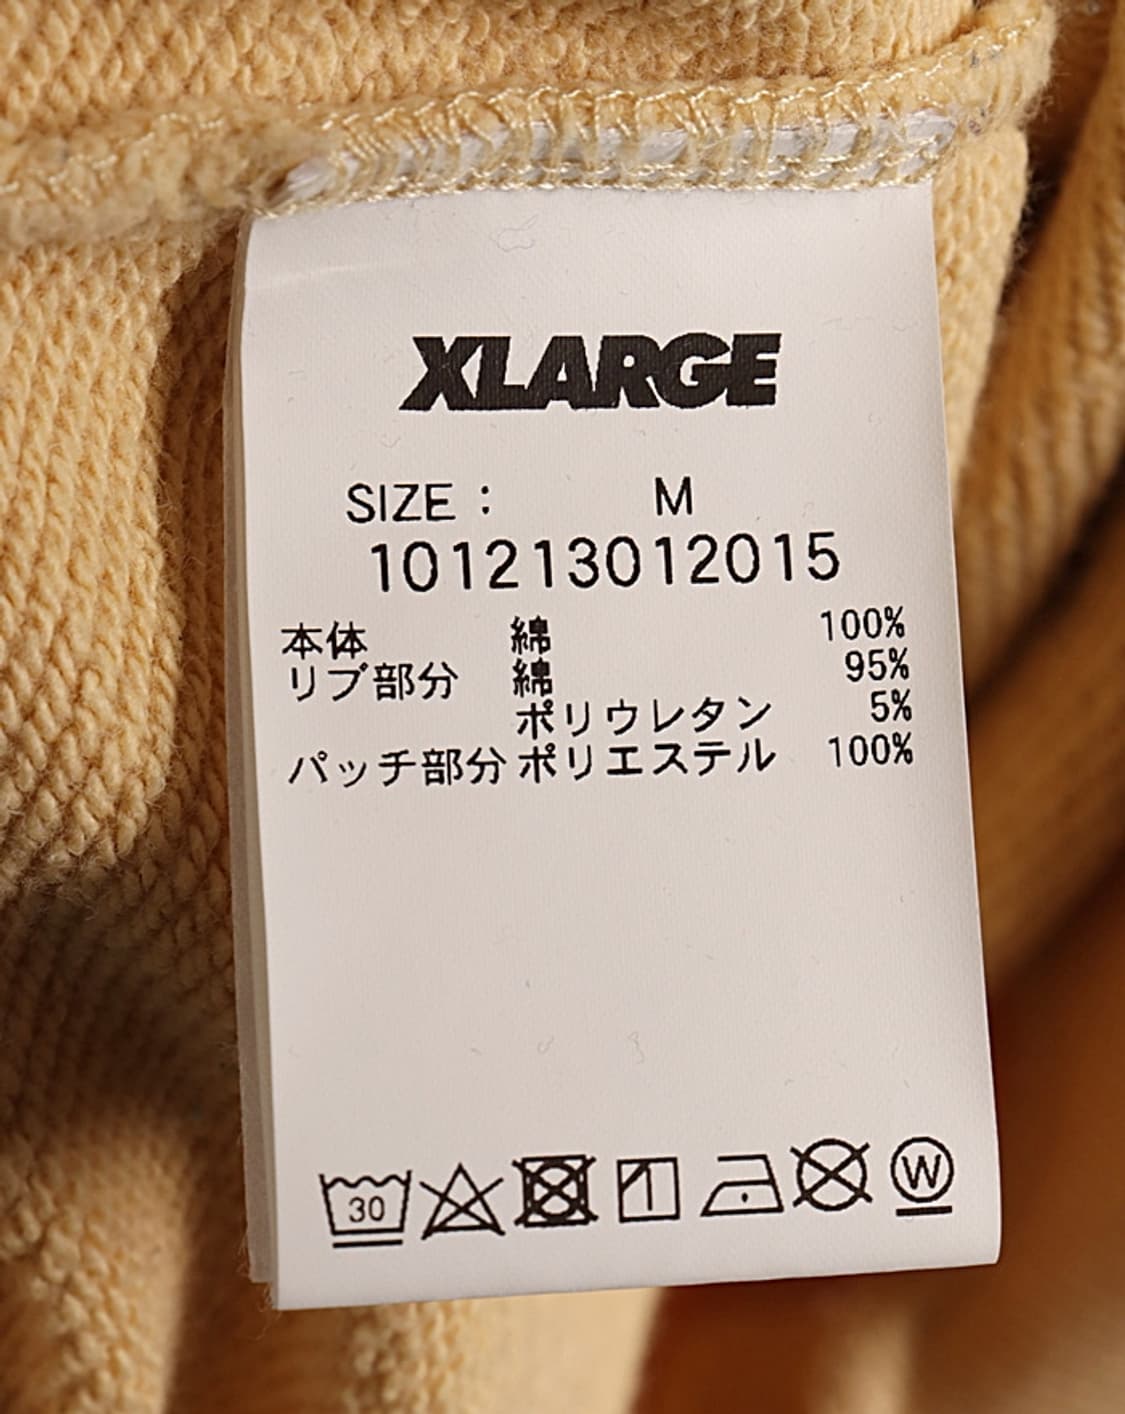 XLARGE
SIZE : M
101213012015
本体 綿 100%
リブ部分 綿 95%
ポリウレタン 5%
パッチ部分 ポリエステル 100%
30
W